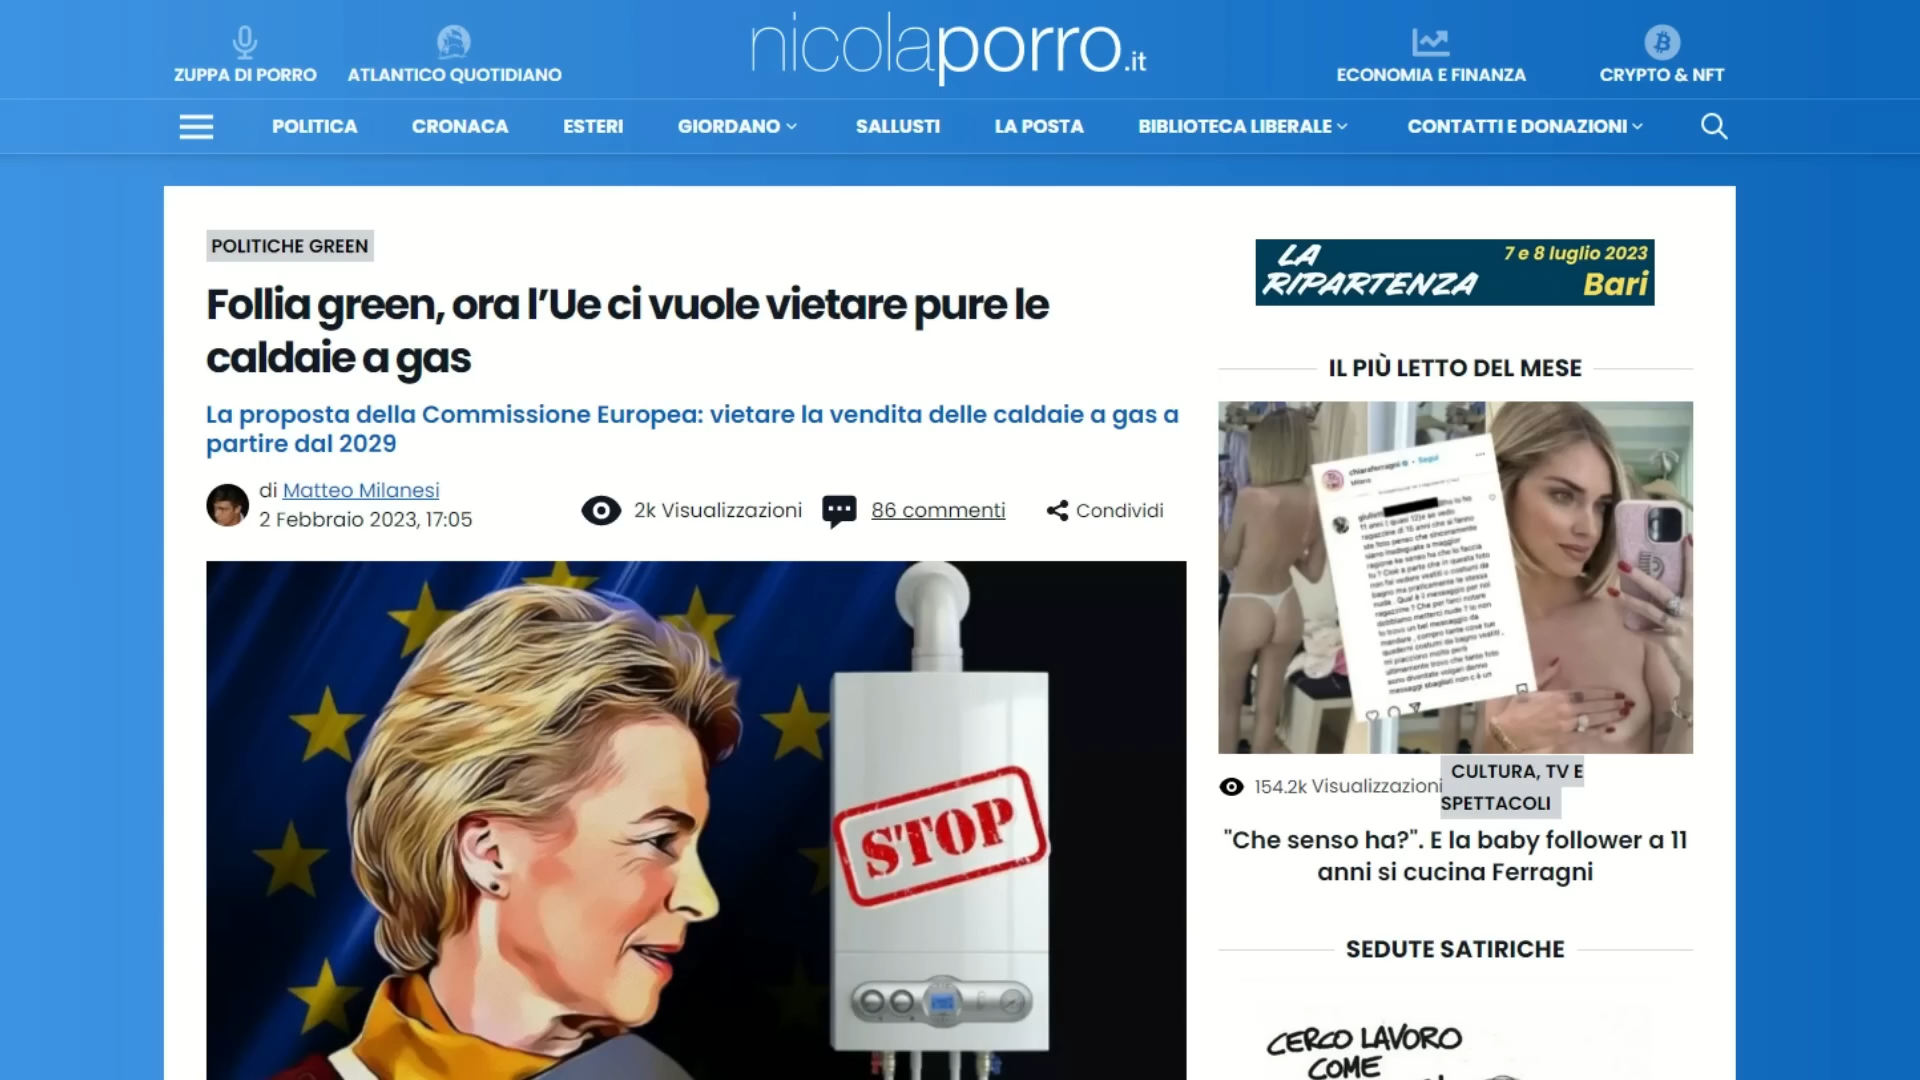 nicolaporro.it
ZUPPA DI PORRO
ATLANTICO QUOTIDIANO
ECONOMIA E FINANZA
CRYPTO & NFT
POLITICA
CRONACA
ESTERI
GIORDANO
SALLUSTI
LA POSTA
BIBLIOTECA LIBERALE
CONTATTI E DONAZIONI
POLITICHE GREEN
Follia green, ora l’Ue ci vuole vietare pure le
caldaie a gas
La proposta della Commissione Europea: vietare la vendita delle caldaie a gas a
partire dal 2029
di Matteo Milanesi
2 Febbraio 2023, 17:05
2k Visualizzazioni
86 commenti
Condividi
STOP
LA
RIPARTENZA
7 e 8 luglio 2023
Bari
IL PIÙ LETTO DEL MESE
chiaraferragni
Segui
Milano
154.2k Visualizzazioni
CULTURA, TV E
SPETTACOLI
"Che senso ha?". E la baby follower a 11
anni si cucina Ferragni
SEDUTE SATIRICHE
CERCO LAVORO
COME